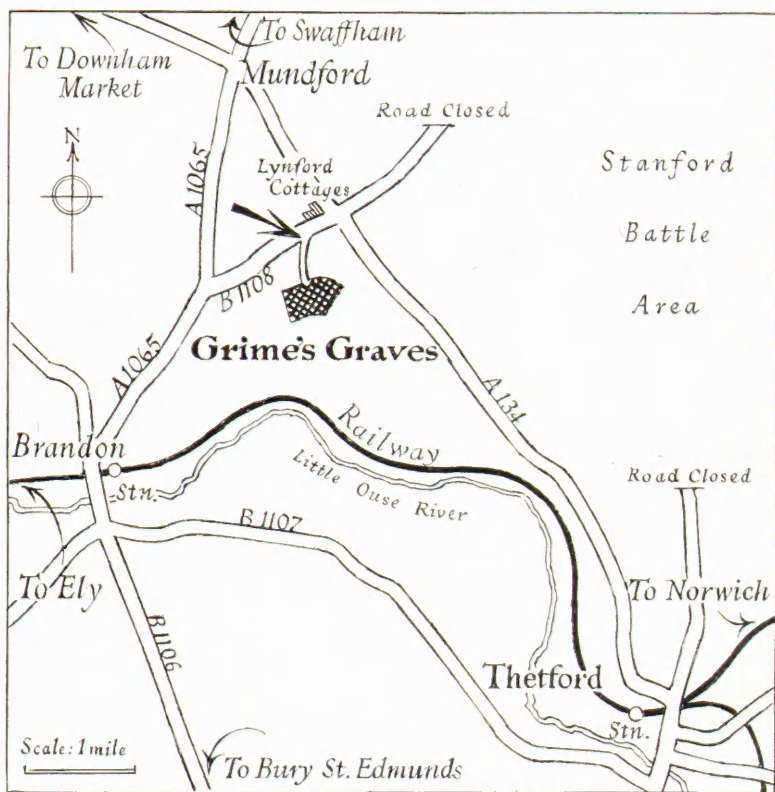 To Swaffham
To Downham
Market
Mundford
Road Closed
N
A1065
Lynford
Cottages
Stanford
Battle
Area
B1108
Grime's Graves
A1065
A134
Railway
Brandon
Stn.
Little Ouse River
Road Closed
B1107
To Ely
To Norwich
B1106
Thetford
Stn.
Scale: 1 mile
To Bury St. Edmunds